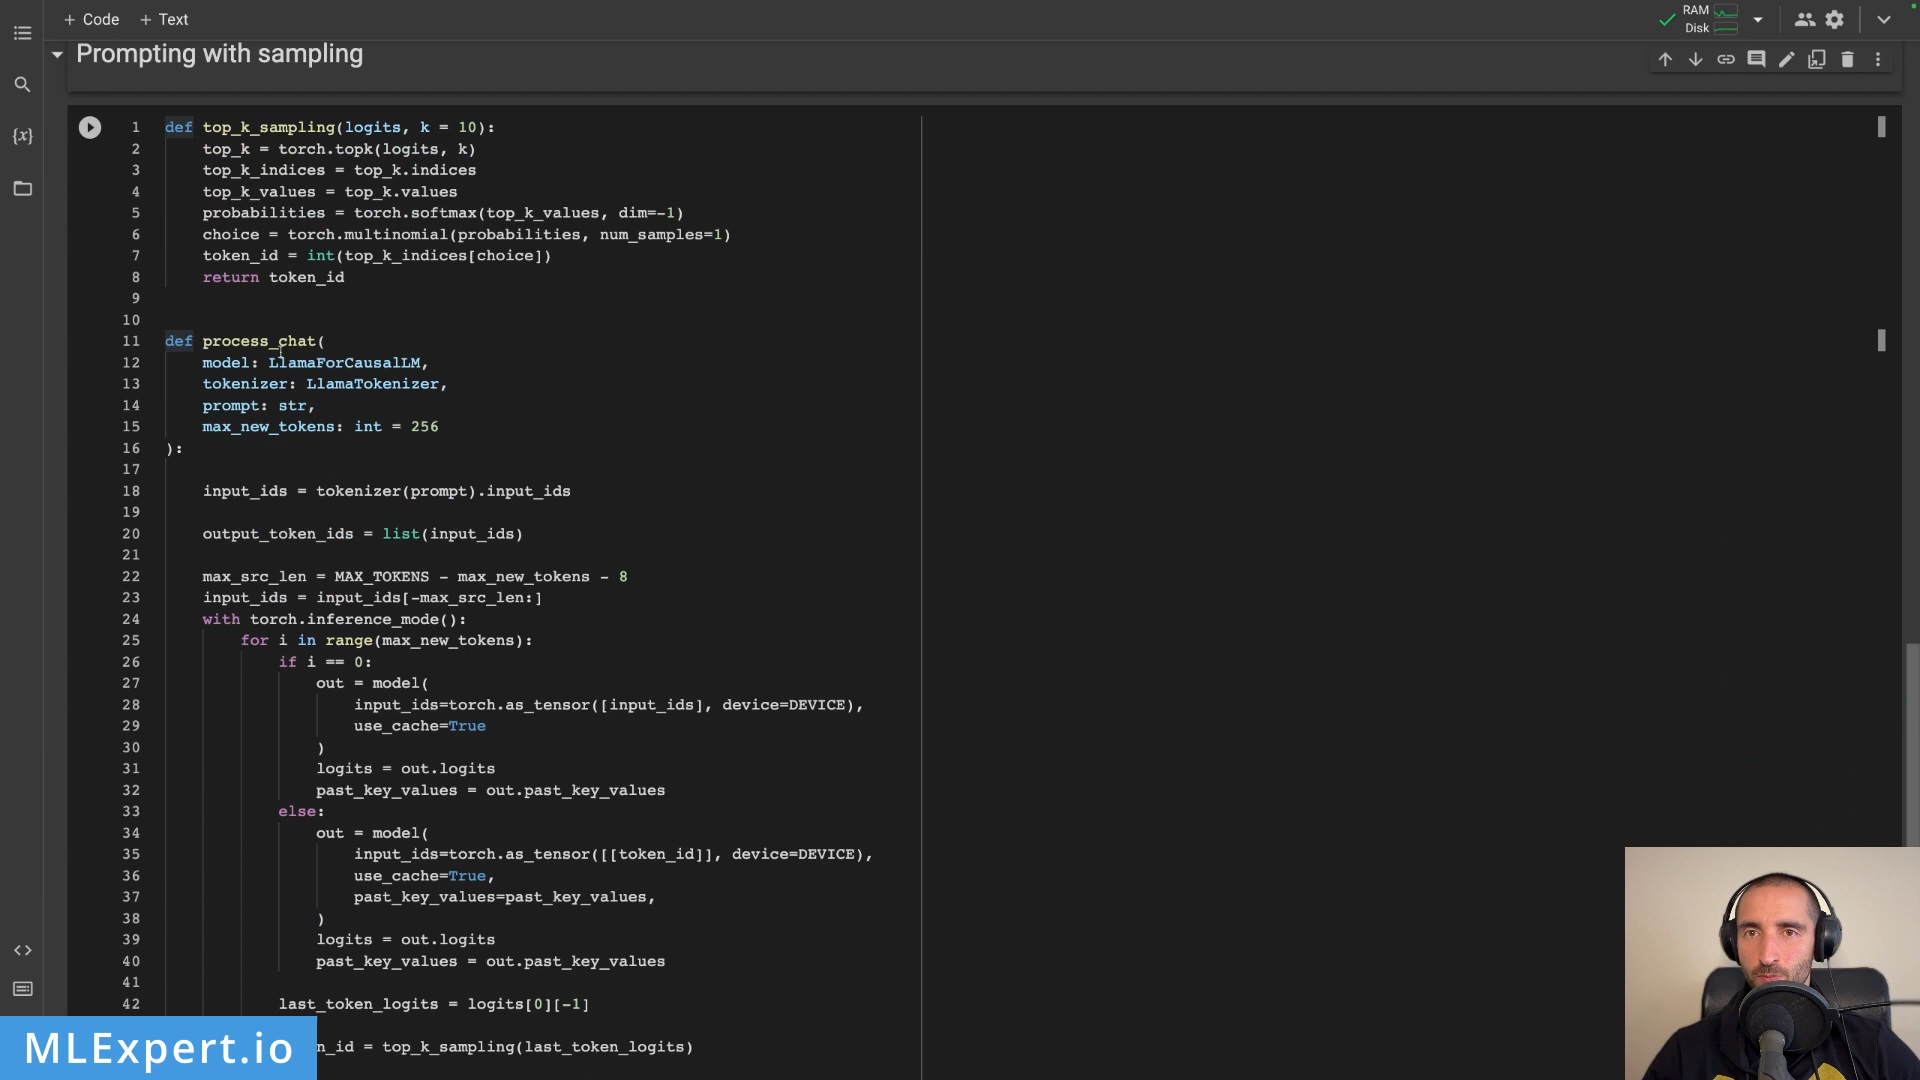 + Code + Text
RAM
Disk
Prompting with sampling
1 def top_k_sampling(logits, k = 10):
2 top_k = torch.topk(logits, k)
3 top_k_indices = top_k.indices
4 top_k_values = top_k.values
5 probabilities = torch.softmax(top_k_values, dim=-1)
6 choice = torch.multinomial(probabilities, num_samples=1)
7 token_id = int(top_k_indices[choice])
8 return token_id
9
10
11 def process_chat(
12 model: LlamaForCausalLM,
13 tokenizer: LlamaTokenizer,
14 prompt: str,
15 max_new_tokens: int = 256
16 ):
17
18 input_ids = tokenizer(prompt).input_ids
19
20 output_token_ids = list(input_ids)
21
22 max_src_len = MAX_TOKENS - max_new_tokens - 8
23 input_ids = input_ids[-max_src_len:]
24 with torch.inference_mode():
25 for i in range(max_new_tokens):
26 if i == 0:
27 out = model(
28 input_ids=torch.as_tensor([input_ids], device=DEVICE),
29 use_cache=True
30 )
31 logits = out.logits
32 past_key_values = out.past_key_values
33 else:
34 out = model(
35 input_ids=torch.as_tensor([[token_id]], device=DEVICE),
36 use_cache=True,
37 past_key_values=past_key_values,
38 )
39 logits = out.logits
40 past_key_values = out.past_key_values
41
42 last_token_logits = logits[0][-1]
n_id = top_k_sampling(last_token_logits)
MLExpert.io